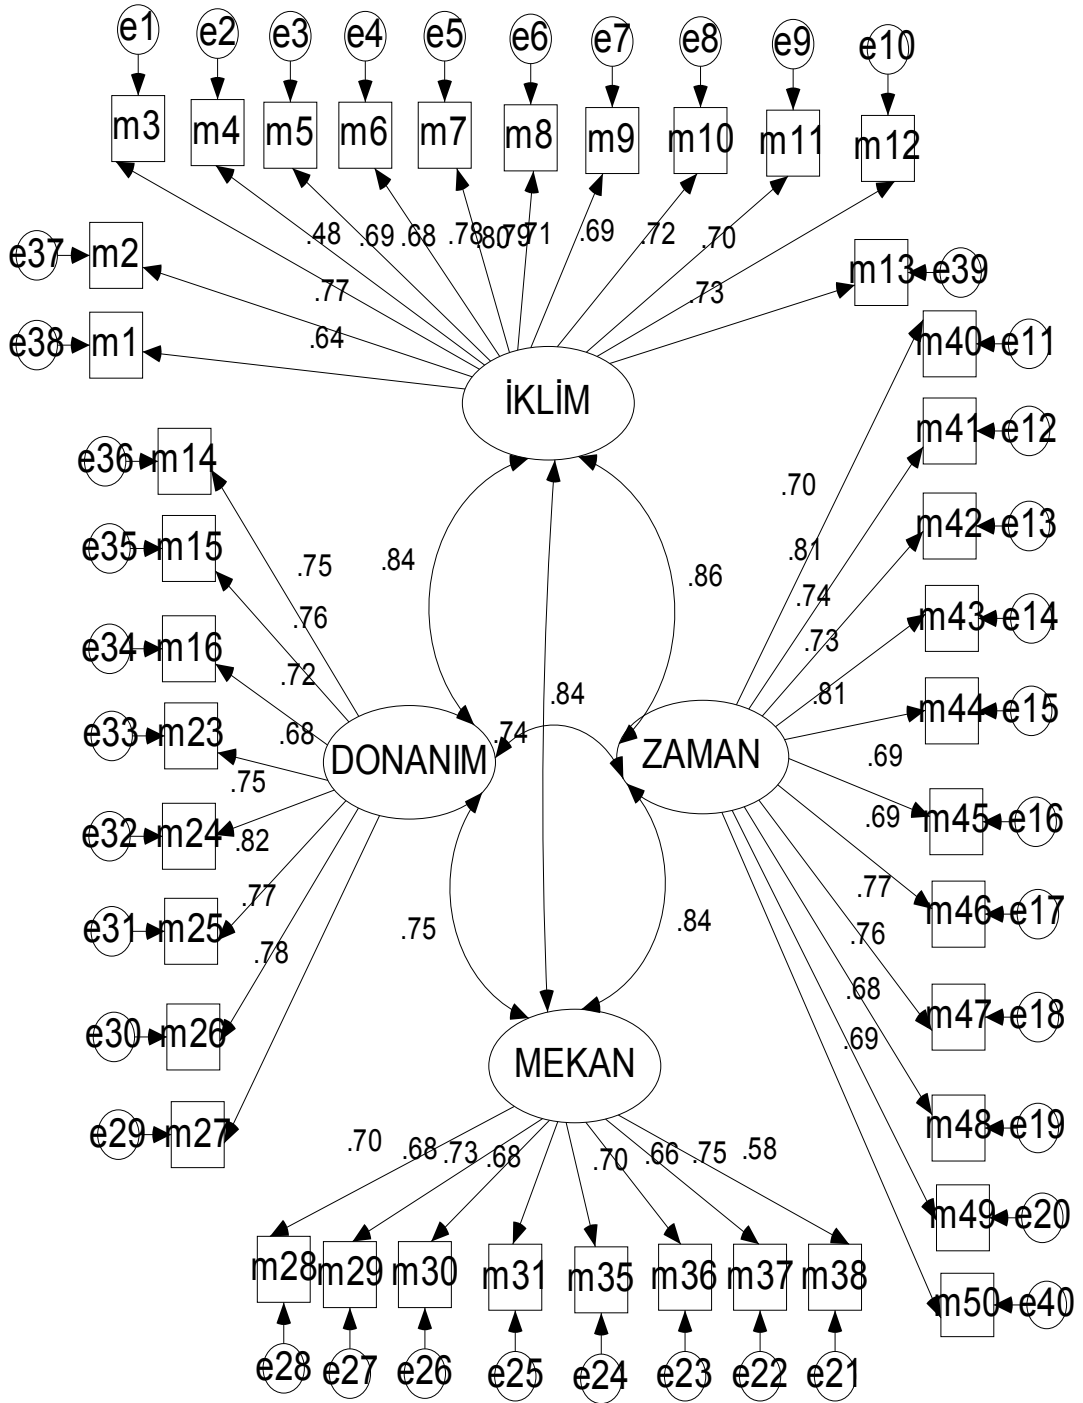 e1 e2 e3 e4 e5 e6 e7 e8 e9 e10
m3 m4 m5 m6 m7 m8 m9 m10 m11 m12
.48 .69 .68 .78 .80 .79 .71 .69 .72 .70
e37 m2 .77 .73 m13 e39
e38 m1 .64 m40 e11
İKLİM
m41 e12
e36 m14 .70
e35 m15 .75 .84 .86 .81 m42 e13
.76 .74 m43 e14
e34 m16 .72 .73
.68 .84 .81 m44 e15
e33 m23 DONANIM .74 ZAMAN .69
.75
e32 m24 .82 .69 m45 e16
e31 m25 .77 .75 .84 .77 m46 e17
.78 .76
e30 m26 .68 m47 e18
MEKAN .69
e29 m27 m48 e19
.70 .68 .73 .68 .70 .66 .75 .58
m49 e20
m28 m29 m30 m31 m35 m36 m37 m38
m50 e40
e28 e27 e26 e25 e24 e23 e22 e21